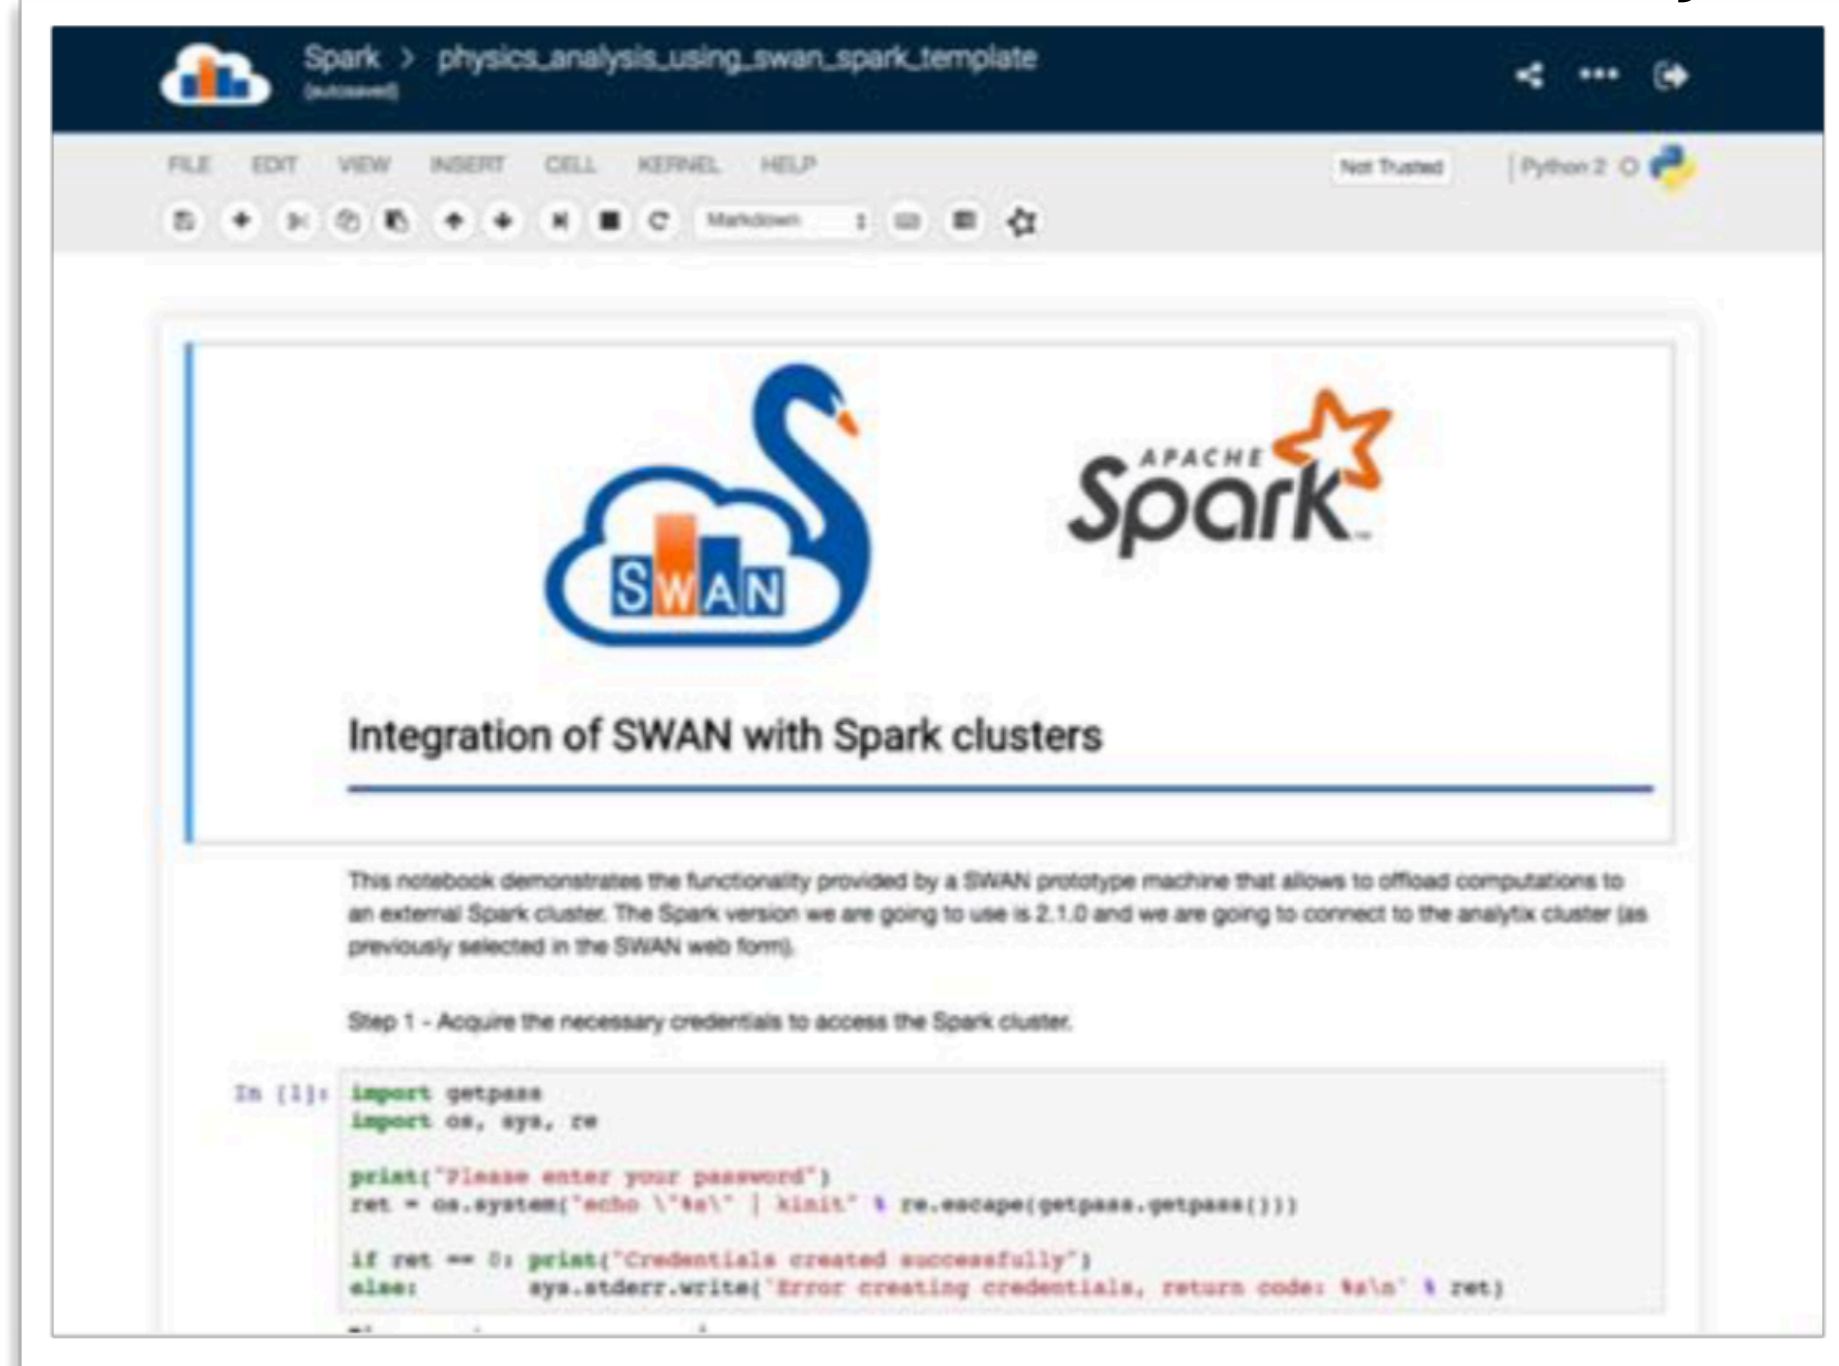 Spark > physics_analysis_using_swan_spark_template
(autosaved)
FILE EDIT VIEW INSERT CELL KERNEL HELP
Not Trusted | Python 2
Markdown
SWAN
APACHE
Spark
Integration of SWAN with Spark clusters
This notebook demonstrates the functionality provided by a SWAN prototype machine that allows to offload computations to
an external Spark cluster. The Spark version we are going to use is 2.1.0 and we are going to connect to the analytix cluster (as
previously selected in the SWAN web form).
Step 1 - Acquire the necessary credentials to access the Spark cluster.
In [1]: import getpass
import os, sys, re
print("Please enter your password")
ret = os.system("echo \"%s\" | kinit" % re.escape(getpass.getpass()))
if ret == 0: print("Credentials created successfully")
else: sys.stderr.write('Error creating credentials, return code: %s\n' % ret)